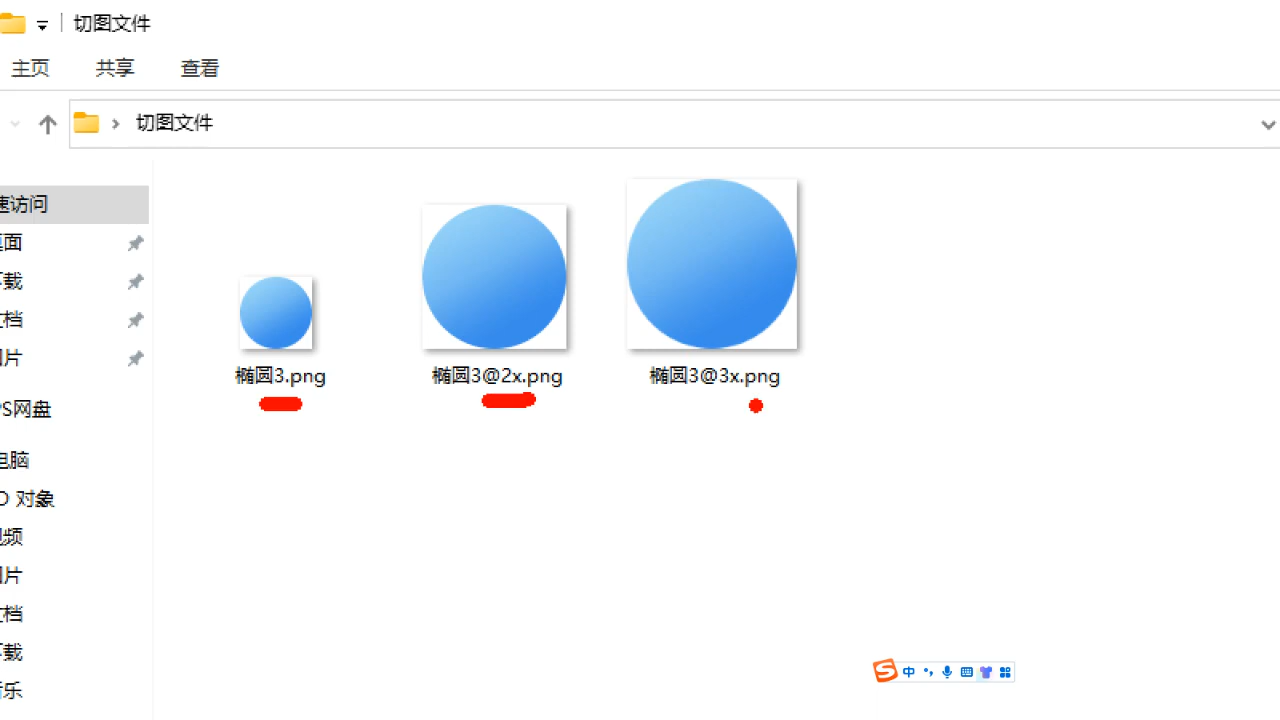 切图文件
主页 共享 查看
切图文件
速访问
桌面
下载
文档
图片
PS网盘
电脑
D 对象
视频
图片
文档
下载
音乐
椭圆3.png 椭圆3@2x.png 椭圆3@3x.png
S 中